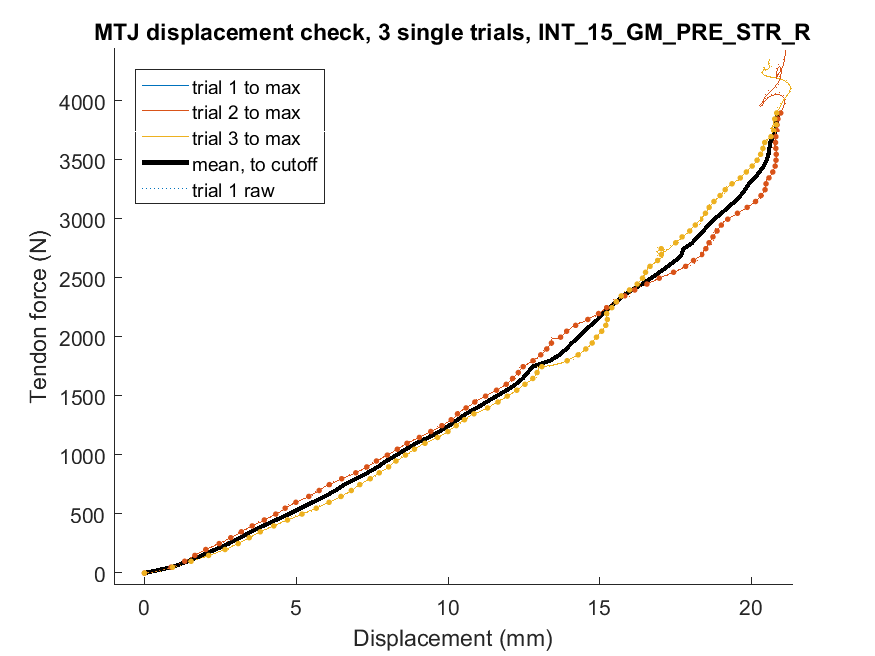 MTJ displacement check, 3 single trials, INT_15_GM_PRE_STR_R
trial 1 to max
trial 2 to max
trial 3 to max
mean, to cutoff
trial 1 raw
4000
3500
3000
2500
2000
1500
1000
500
0
Tendon force (N)
0 5 10 15 20
Displacement (mm)